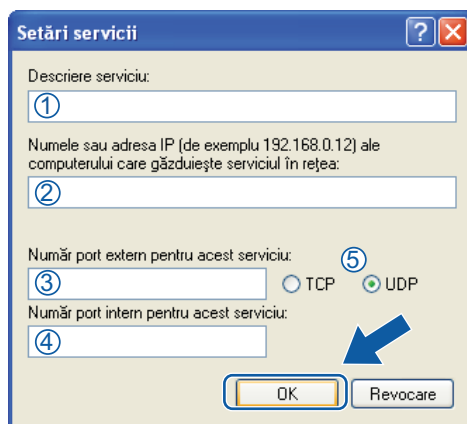 Setări servicii
Descriere serviciu:
①
Numele sau adresa IP (de exemplu 192.168.0.12) ale
computerului care găzduiește serviciul în rețea:
②
Număr port extern pentru acest serviciu:
③ TCP ⑤ UDP
Număr port intern pentru acest serviciu:
④
OK Revocare